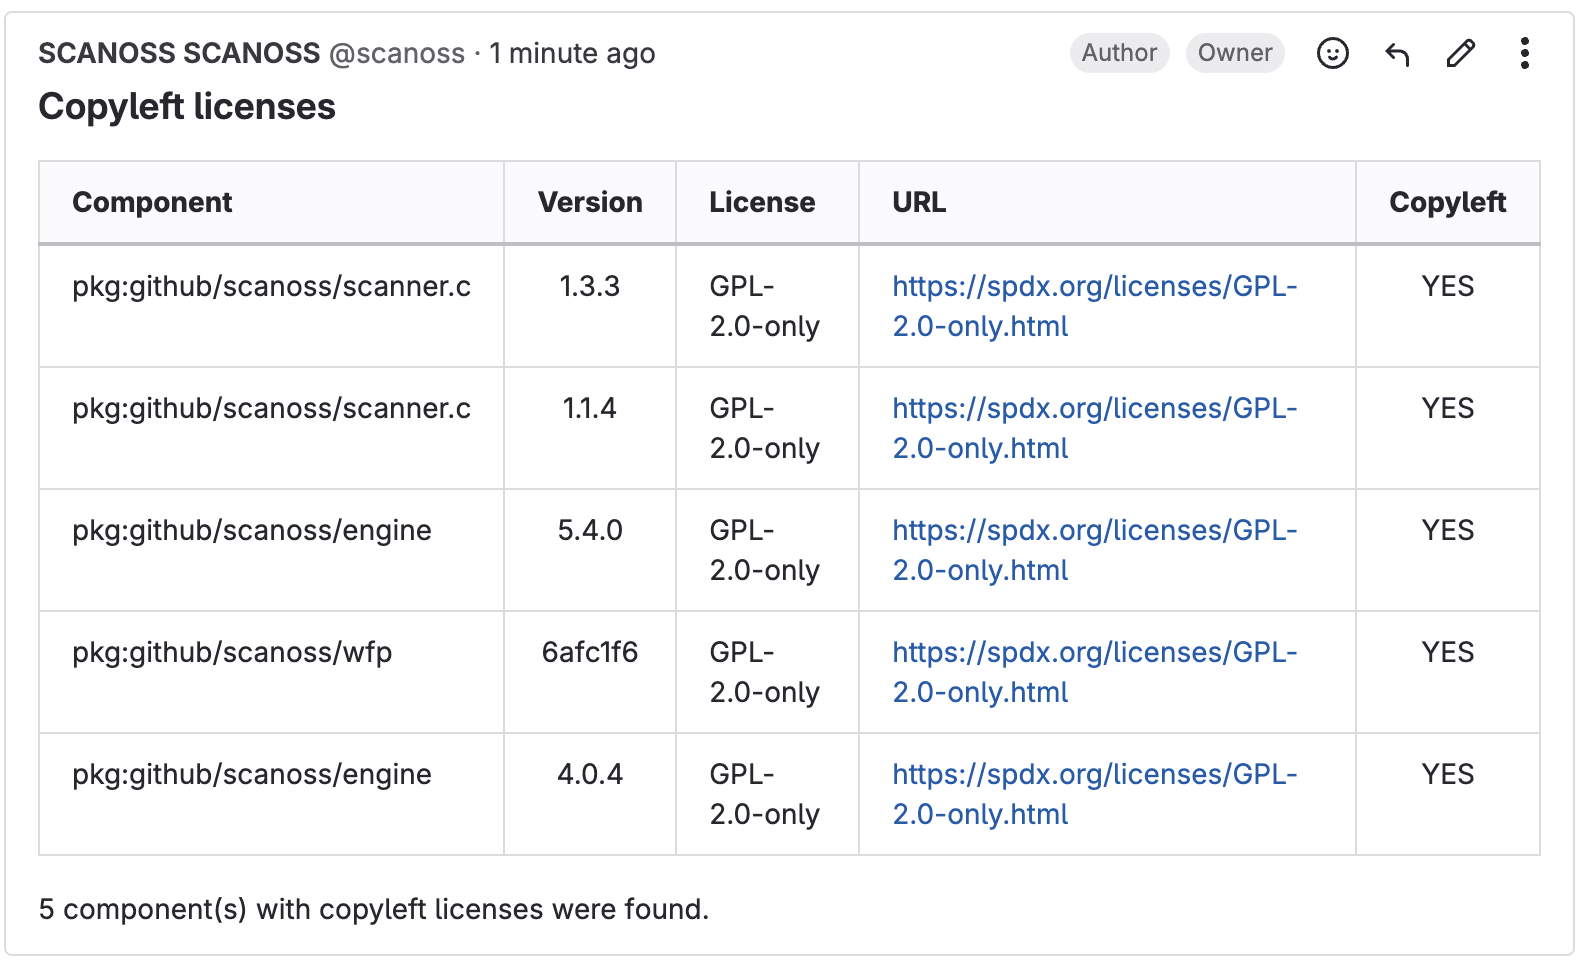 SCANOSS SCANOSS @scanoss · 1 minute ago Author Owner
Copyleft licenses
Component Version License URL Copyleft
pkg:github/scanoss/scanner.c 1.3.3 GPL- https://spdx.org/licenses/GPL- YES
2.0-only 2.0-only.html
pkg:github/scanoss/scanner.c 1.1.4 GPL- https://spdx.org/licenses/GPL- YES
2.0-only 2.0-only.html
pkg:github/scanoss/engine 5.4.0 GPL- https://spdx.org/licenses/GPL- YES
2.0-only 2.0-only.html
pkg:github/scanoss/wfp 6afc1f6 GPL- https://spdx.org/licenses/GPL- YES
2.0-only 2.0-only.html
pkg:github/scanoss/engine 4.0.4 GPL- https://spdx.org/licenses/GPL- YES
2.0-only 2.0-only.html
5 component(s) with copyleft licenses were found.